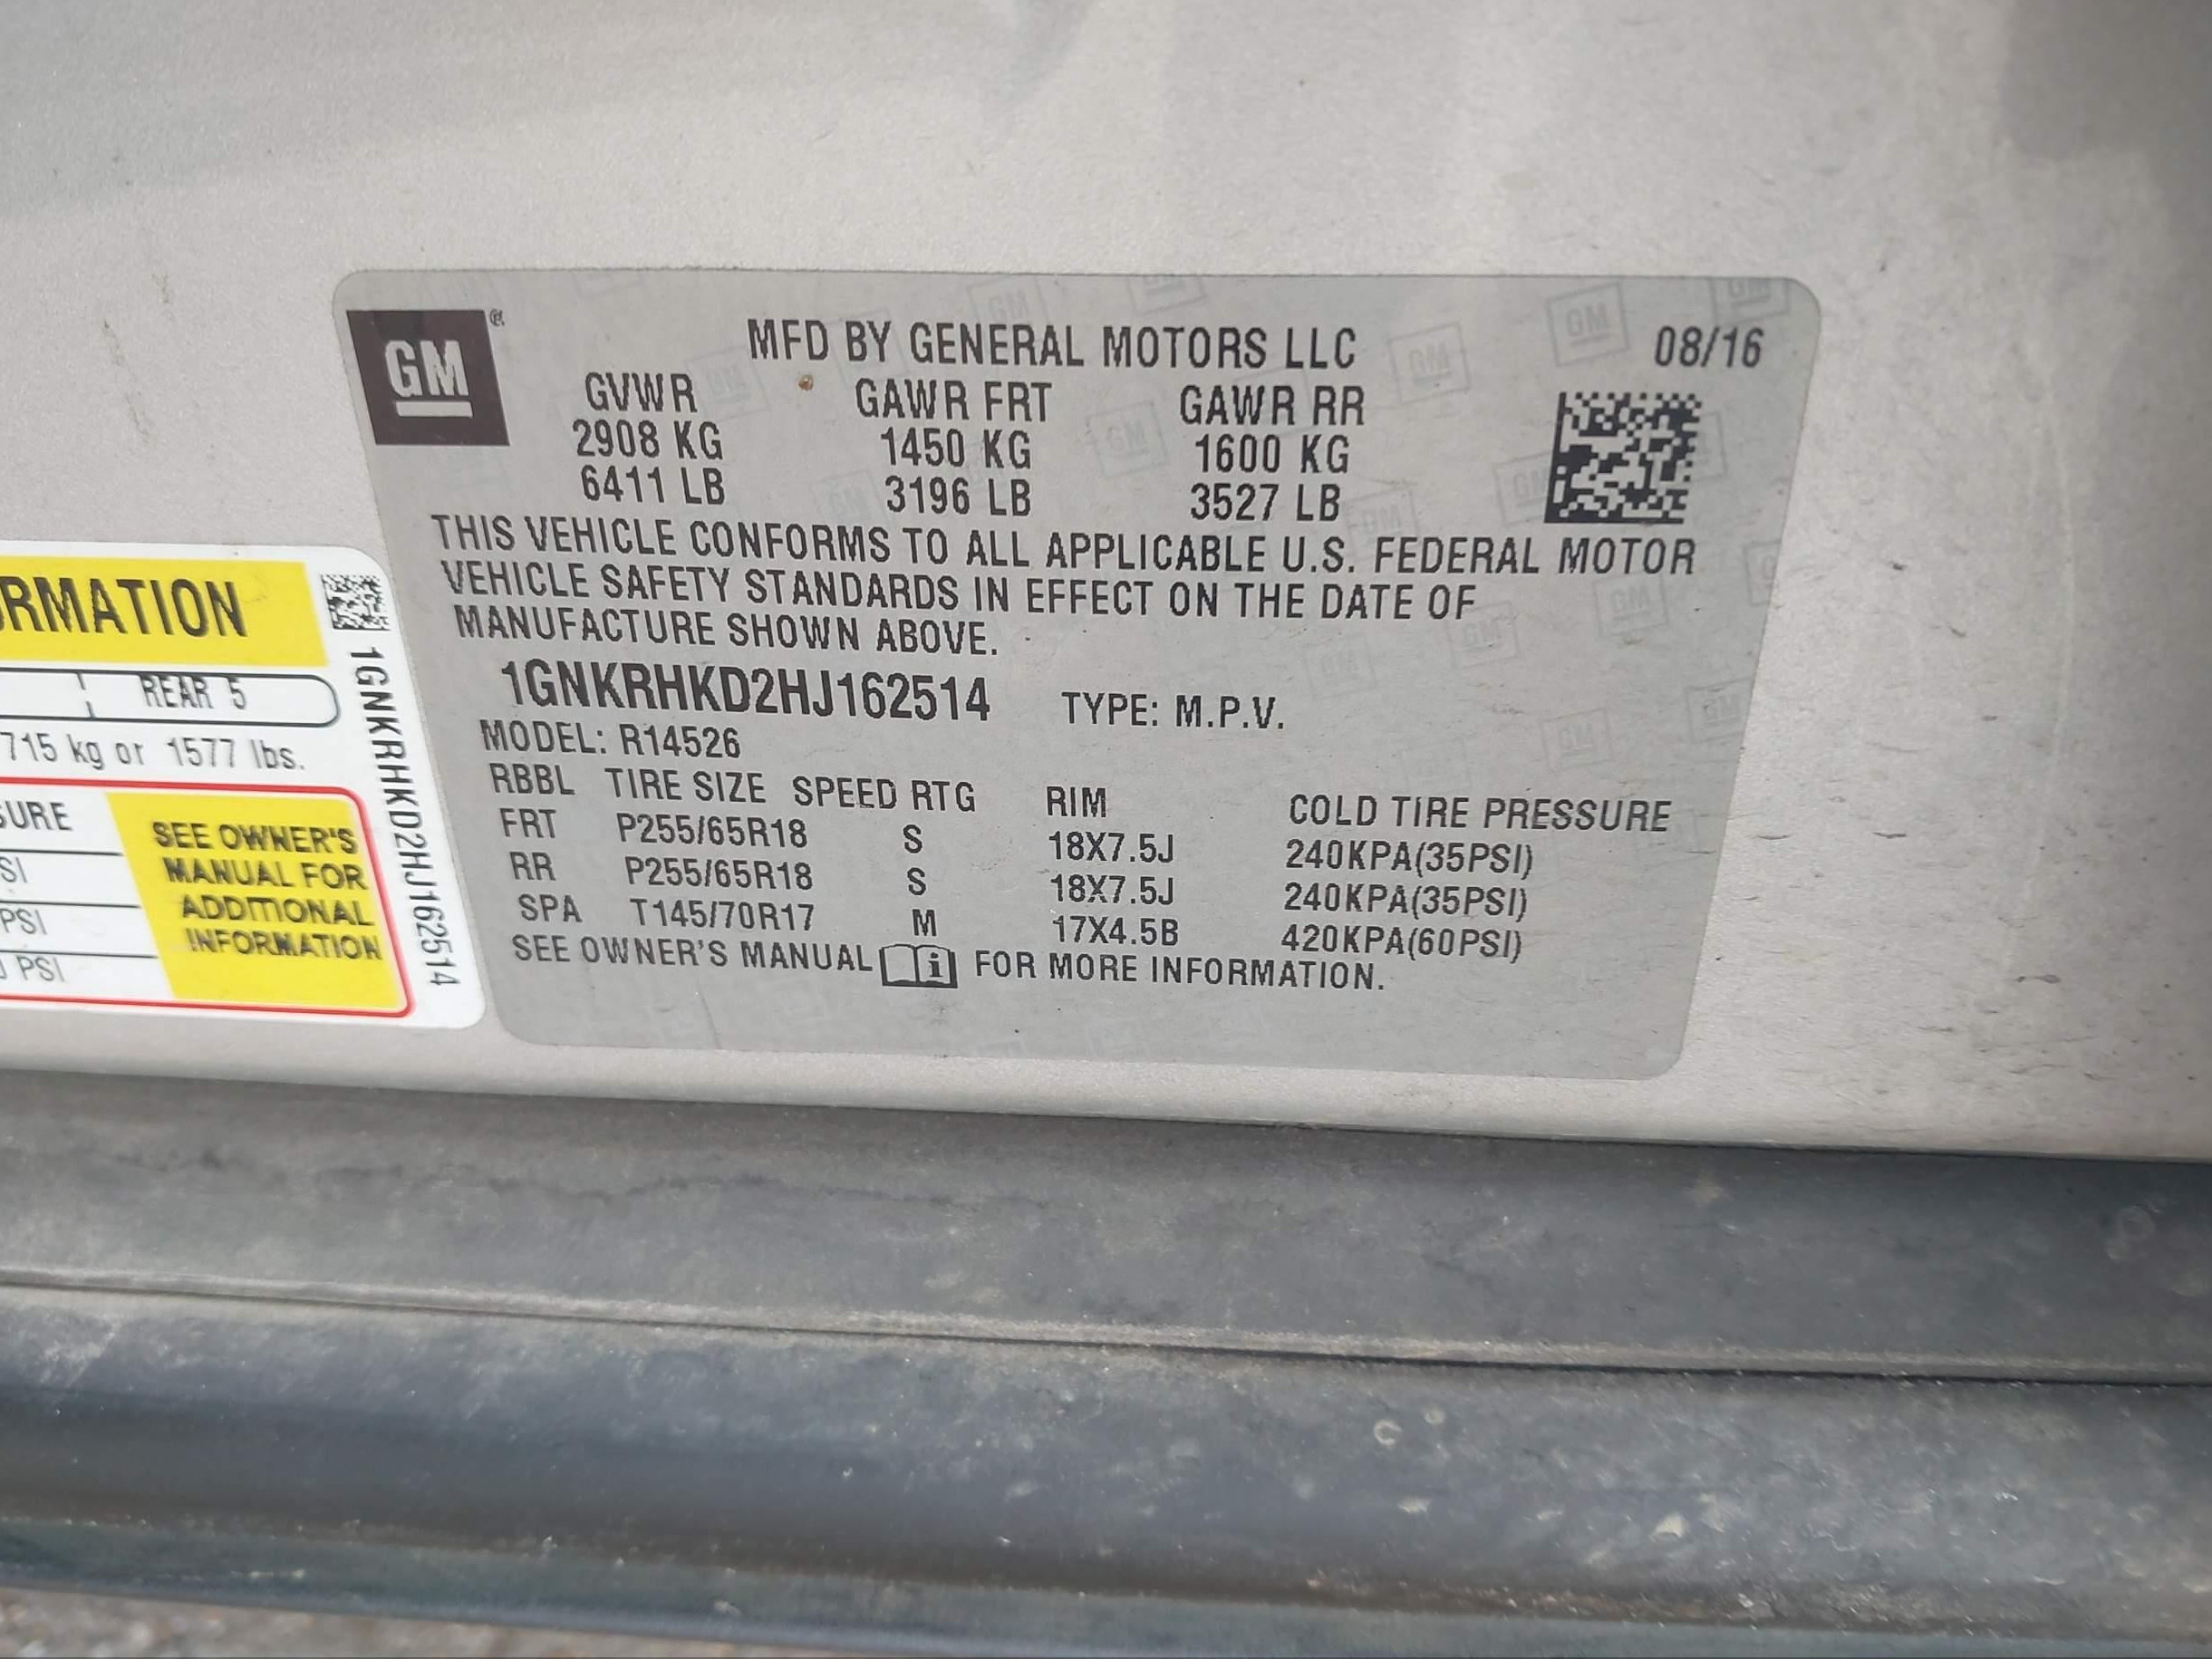 GM
MFD BY GENERAL MOTORS LLC 08/16
GVWR GAWR FRT GAWR RR
2908 KG 1450 KG 1600 KG
6411 LB 3196 LB 3527 LB
THIS VEHICLE CONFORMS TO ALL APPLICABLE U.S. FEDERAL MOTOR
VEHICLE SAFETY STANDARDS IN EFFECT ON THE DATE OF
MANUFACTURE SHOWN ABOVE.
1GNKRHKD2HJ162514 TYPE: M.P.V.
MODEL: R14526
RBBL TIRE SIZE SPEED RTG RIM COLD TIRE PRESSURE
FRT P255/65R18 S 18X7.5J 240KPA(35PSI)
RR P255/65R18 S 18X7.5J 240KPA(35PSI)
SPA T145/70R17 M 17X4.5B 420KPA(60PSI)
SEE OWNER'S MANUAL FOR MORE INFORMATION.
RMATION
REAR 5
715 kg or 1577 lbs.
SURE
SI
PSI
PSI
SEE OWNER'S
MANUAL FOR
ADDITIONAL
INFORMATION
1GNKRHKD2HJ162514